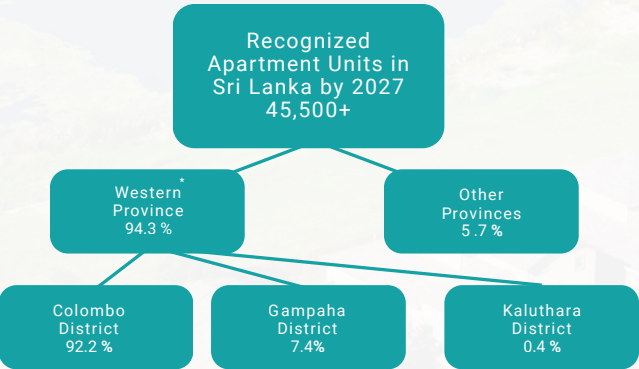 Recognized
Apartment Units in
Sri Lanka by 2027
45,500+
Western*
Province
94.3 %
Other
Provinces
5.7 %
Colombo
District
92.2 %
Gampaha
District
7.4%
Kaluthara
District
0.4 %